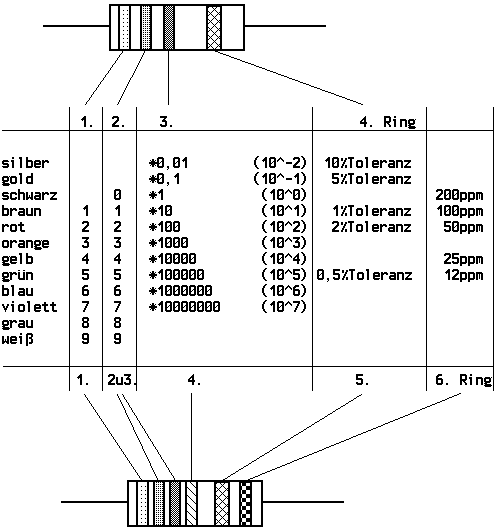 1. 2. 3. 4. Ring
silber *0,01 (10^-2) 10%Toleranz
gold *0,1 (10^-1) 5%Toleranz
schwarz 0 *1 (10^0) 200ppm
braun 1 1 *10 (10^1) 1%Toleranz 100ppm
rot 2 2 *100 (10^2) 2%Toleranz 50ppm
orange 3 3 *1000 (10^3)
gelb 4 4 *10000 (10^4) 25ppm
grün 5 5 *100000 (10^5) 0,5%Toleranz 12ppm
blau 6 6 *1000000 (10^6)
violett 7 7 *10000000 (10^7)
grau 8 8
weiß 9 9
1. 2u3. 4. 5. 6. Ring